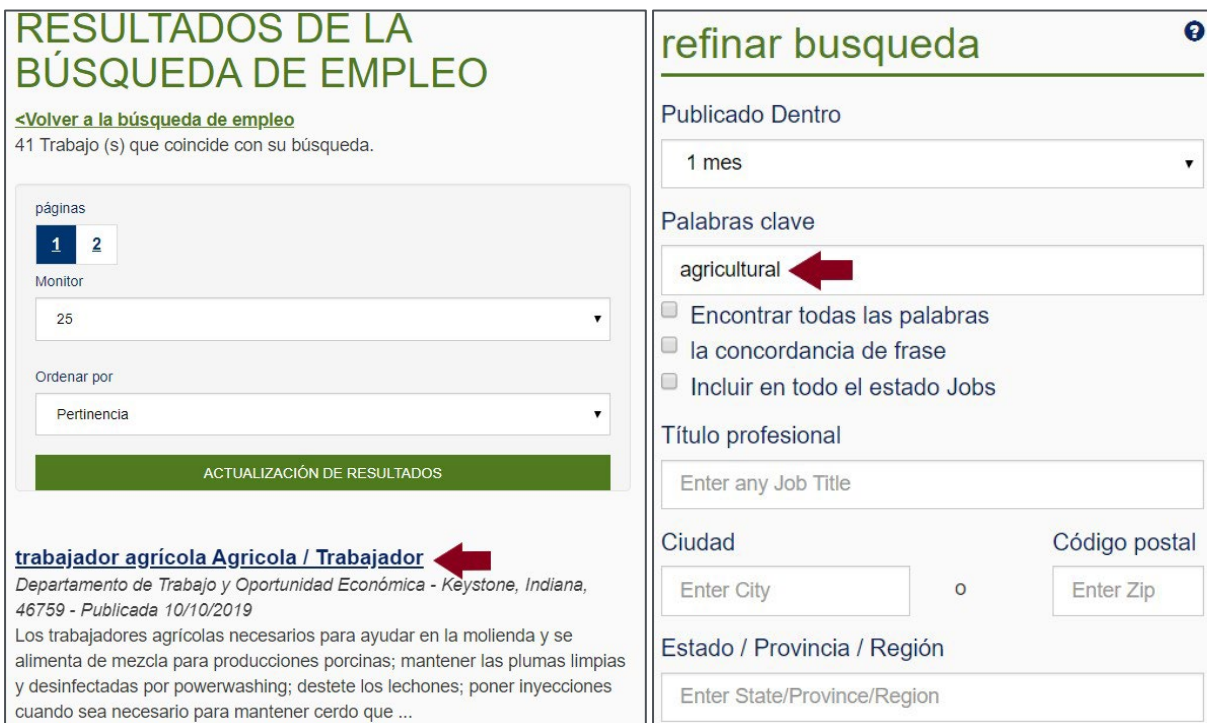 RESULTADOS DE LA
BÚSQUEDA DE EMPLEO
<Volver a la búsqueda de empleo
41 Trabajo (s) que coincide con su búsqueda.
páginas
1 2
Monitor
25
Ordenar por
Pertinencia
ACTUALIZACIÓN DE RESULTADOS
trabajador agrícola Agricola / Trabajador
Departamento de Trabajo y Oportunidad Económica - Keystone, Indiana,
46759 - Publicada 10/10/2019
Los trabajadores agrícolas necesarios para ayudar en la molienda y se
alimenta de mezcla para producciones porcinas; mantener las plumas limpias
y desinfectadas por powerwashing; destete los lechones; poner inyecciones
cuando sea necesario para mantener cerdo que ...
refinar busqueda
?
Publicado Dentro
1 mes
Palabras clave
agricultural
Encontrar todas las palabras
la concordancia de frase
Incluir en todo el estado Jobs
Título profesional
Enter any Job Title
Ciudad Código postal
Enter City o Enter Zip
Estado / Provincia / Región
Enter State/Province/Region